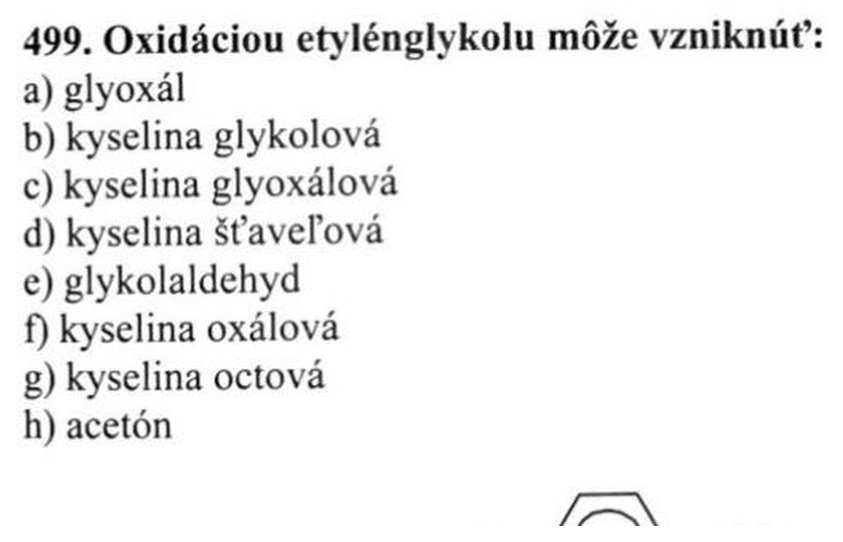 499. Oxidáciou etylénglykolu môže vzniknúť:
a) glyoxál
b) kyselina glykolová
c) kyselina glyoxálová
d) kyselina šťaveľová
e) glykolaldehyd
f) kyselina oxálová
g) kyselina octová
h) acetón